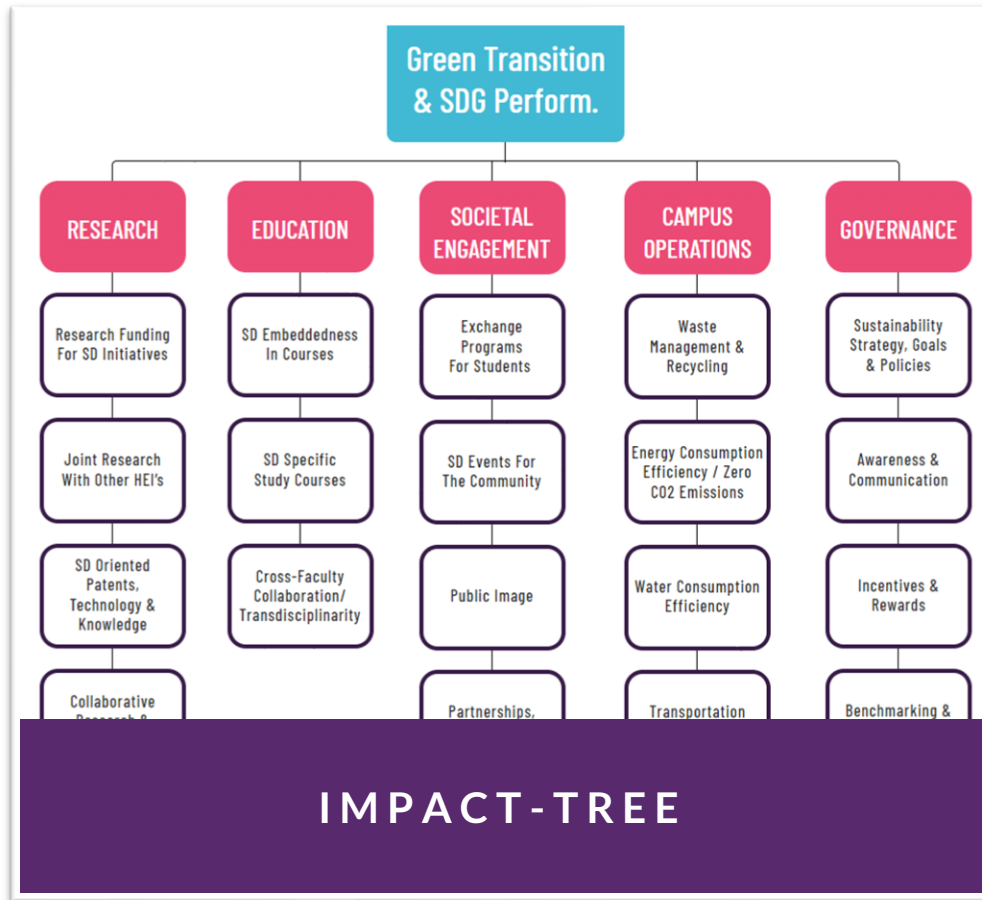 Green Transition
& SDG Perform.
RESEARCH
Research Funding
For SD Initiatives
Joint Research
With Other HEI's
SD Oriented
Patents,
Technology &
Knowledge
Collaborative
Research &
EDUCATION
SD Embeddedness
In Courses
SD Specific
Study Courses
Cross-Faculty
Collaboration/
Transdisciplinarity
SOCIETAL
ENGAGEMENT
Exchange
Programs
For Students
SD Events For
The Community
Public Image
Partnerships,
CAMPUS
OPERATIONS
Waste
Management &
Recycling
Energy Consumption
Efficiency / Zero
CO2 Emissions
Water Consumption
Efficiency
Transportation
GOVERNANCE
Sustainability
Strategy, Goals
& Policies
Awareness &
Communication
Incentives &
Rewards
Benchmarking &
IMPACT-TREE